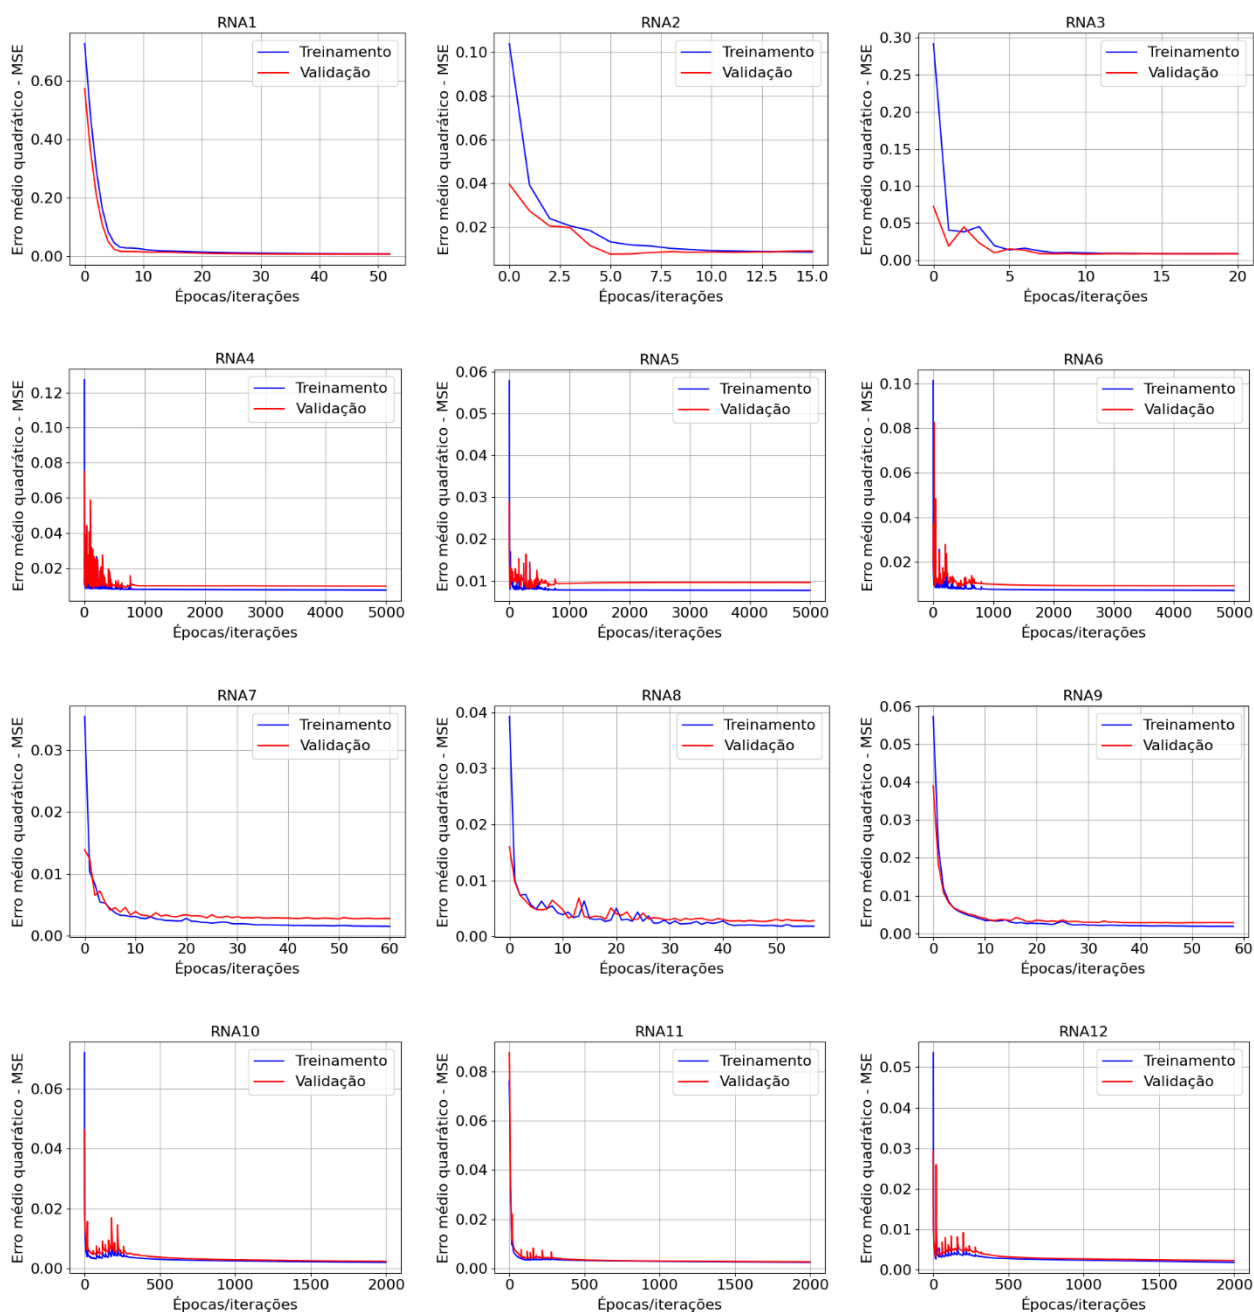 RNA1
Erro médio quadrático - MSE
0.60
0.40
0.20
0.00
Treinamento
Validação
0 20 40
Épocas/iterações
RNA2
Erro médio quadrático - MSE
0.10
0.08
0.06
0.04
0.02
Treinamento
Validação
0.0 2.5 5.0 7.5 10.0 12.5 15.0
Épocas/iterações
RNA3
Erro médio quadrático - MSE
0.30
0.25
0.20
0.15
0.10
0.05
0.00
Treinamento
Validação
0 5 10 15 20
Épocas/iterações
RNA4
Erro médio quadrático - MSE
0.12
0.10
0.08
0.06
0.04
0.02
Treinamento
Validação
0 1000 2000 3000 4000 5000
Épocas/iterações
RNA5
Erro médio quadrático - MSE
0.06
0.05
0.04
0.03
0.02
0.01
Treinamento
Validação
0 1000 2000 3000 4000 5000
Épocas/iterações
RNA6
Erro médio quadrático - MSE
0.10
0.08
0.06
0.04
0.02
Treinamento
Validação
0 1000 2000 3000 4000 5000
Épocas/iterações
RNA7
Erro médio quadrático - MSE
0.03
0.02
0.01
0.00
Treinamento
Validação
0 10 20 30 40 50 60
Épocas/iterações
RNA8
Erro médio quadrático - MSE
0.04
0.03
0.02
0.01
0.00
Treinamento
Validação
0 10 20 30 40 50
Épocas/iterações
RNA9
Erro médio quadrático - MSE
0.06
0.05
0.04
0.03
0.02
0.01
0.00
Treinamento
Validação
0 10 20 30 40 50 60
Épocas/iterações
RNA10
Erro médio quadrático - MSE
0.06
0.04
0.02
0.00
Treinamento
Validação
0 500 1000 1500 2000
Épocas/iterações
RNA11
Erro médio quadrático - MSE
0.08
0.06
0.04
0.02
0.00
Treinamento
Validação
0 500 1000 1500 2000
Épocas/iterações
RNA12
Erro médio quadrático - MSE
0.05
0.04
0.03
0.02
0.01
0.00
Treinamento
Validação
0 500 1000 1500 2000
Épocas/iterações